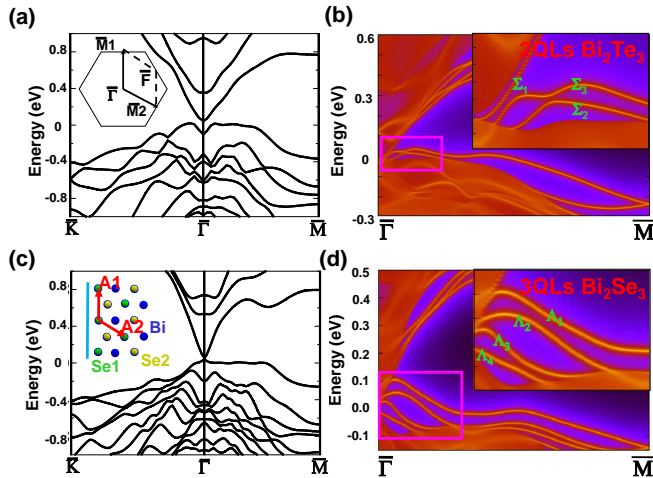 (a)
Energy (eV)
0.8
0.4
0
-0.4
-0.8
M̅1
F̅
Γ̅
M̅2
K̅
Γ̅
M̅
(b)
Energy (eV)
0.6
0.3
0
-0.3
2QLs Bi₂Te₃
Σ₁
Σ₃
Σ₂
Γ̅
M̅
(c)
Energy (eV)
0.8
0.4
0
-0.4
-0.8
A1
A2
Bi
Se1
Se2
K̅
Γ̅
M̅
(d)
Energy (eV)
0.5
0.4
0.3
0.2
0.1
0.0
-0.1
3QLs Bi₂Se₃
Λ₁
Λ₂
Λ₃
Λ₄
Γ̅
M̅